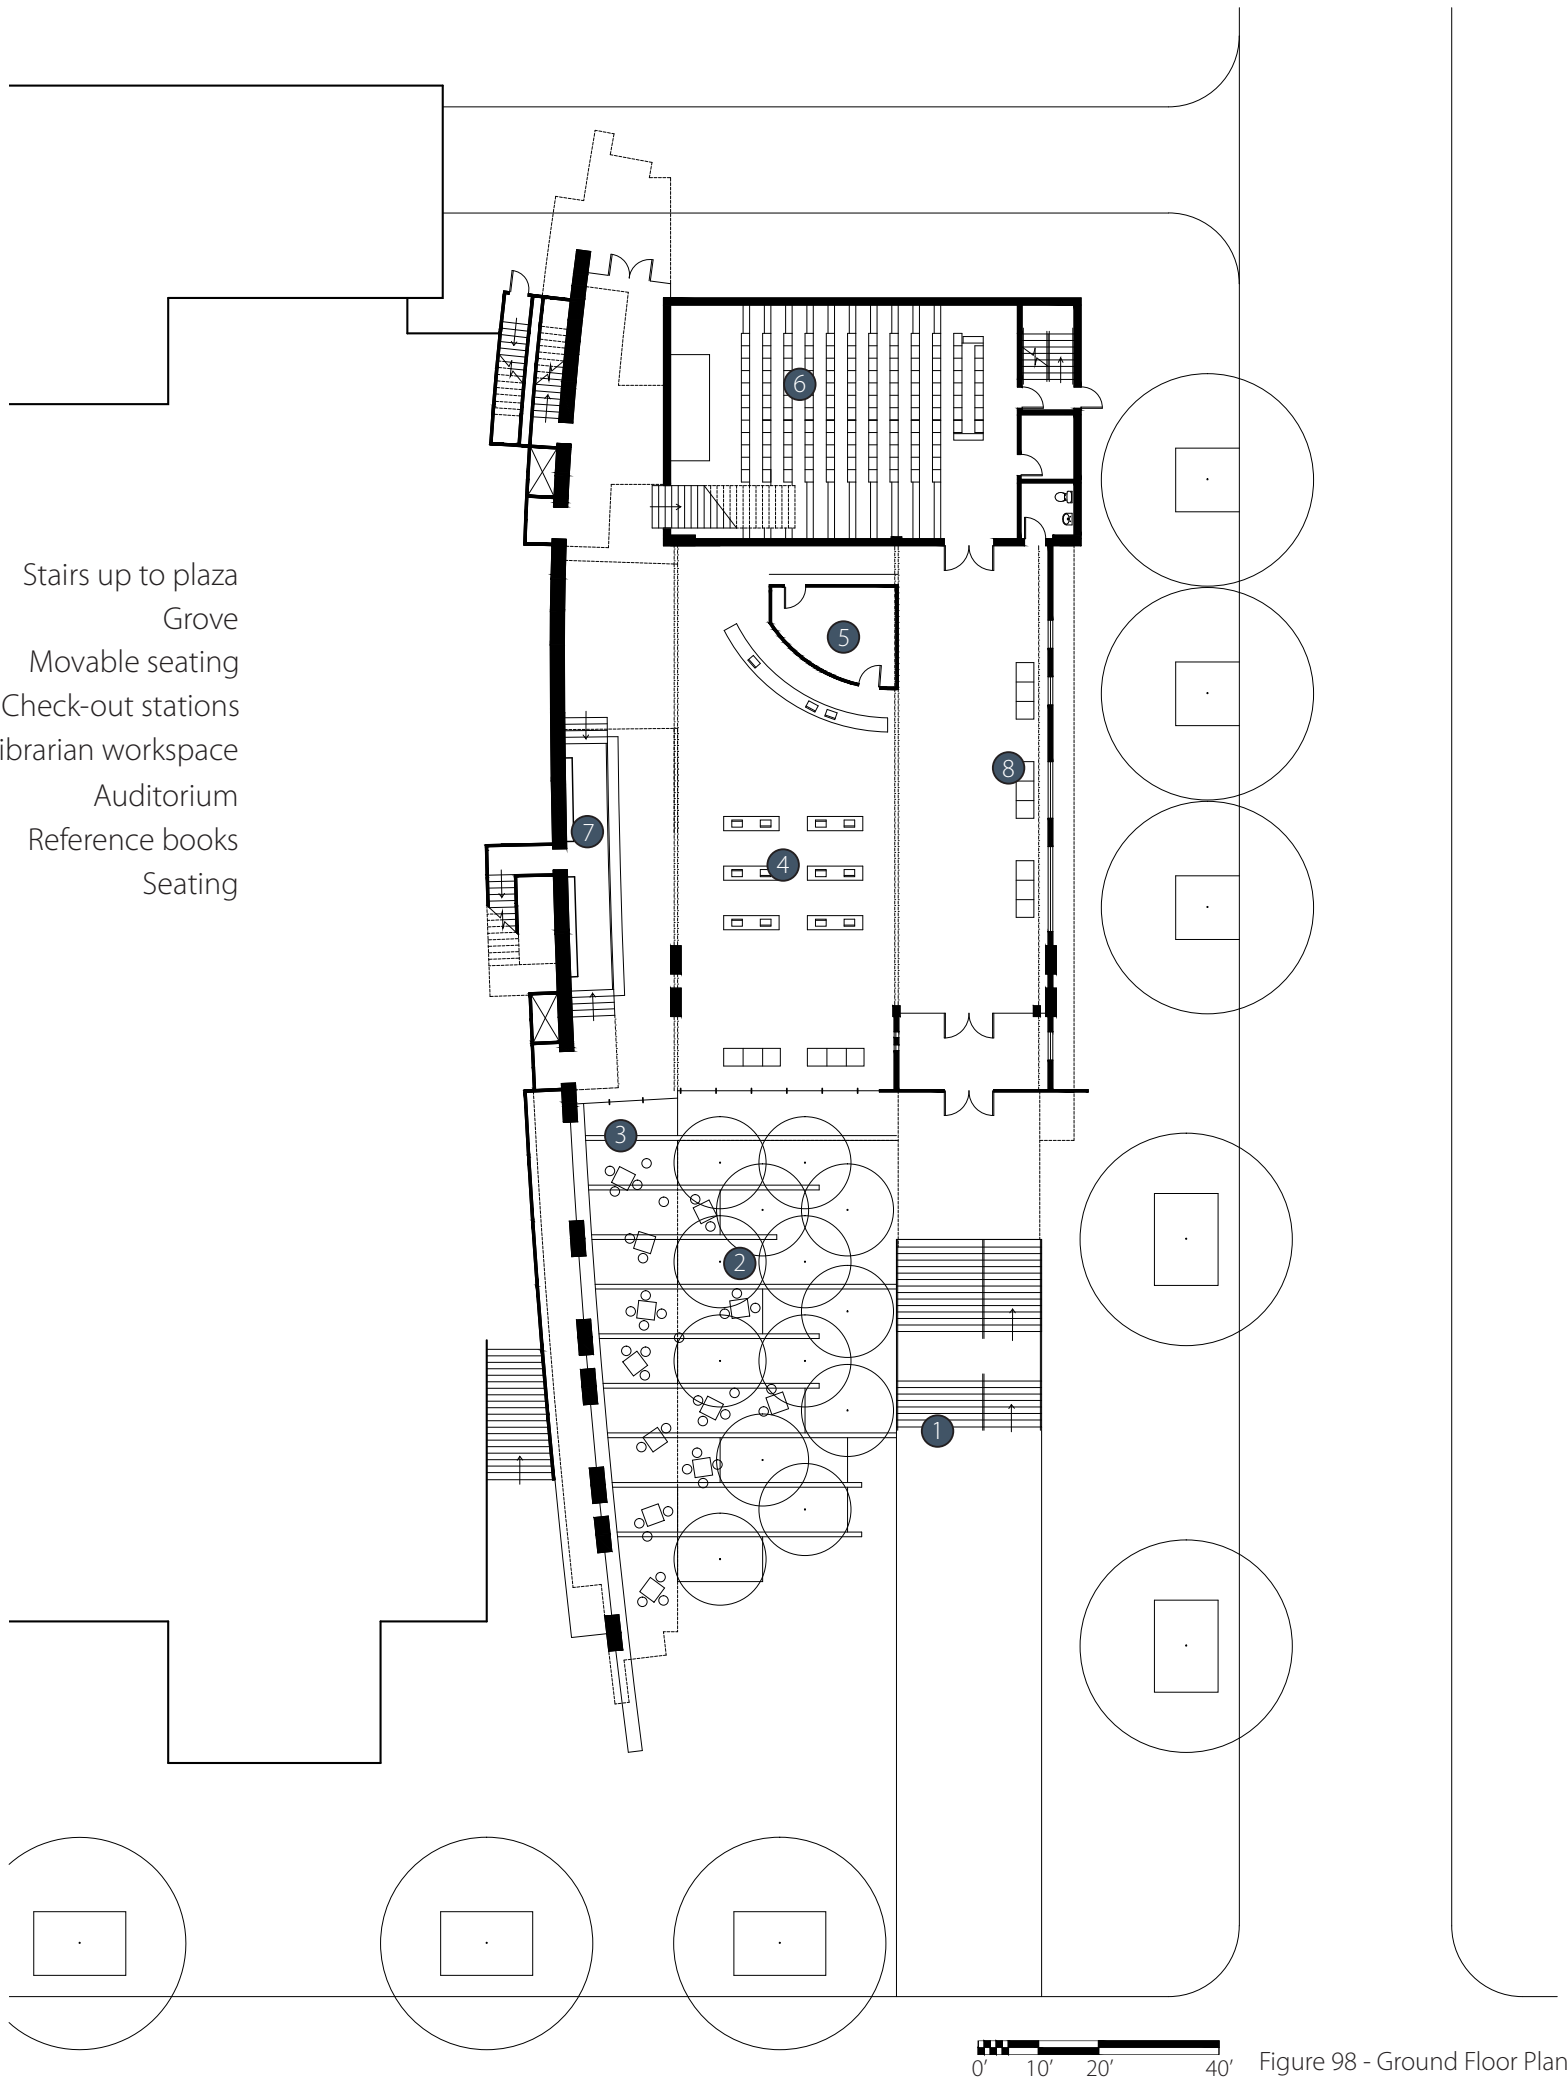 6
Stairs up to plaza
Grove
Movable seating
Check-out stations
ibrarian workspace
Auditorium
Reference books
Seating
5
8
7
4
3
2
1
0’ 10’ 20’ 40’
Figure 98 - Ground Floor Plan